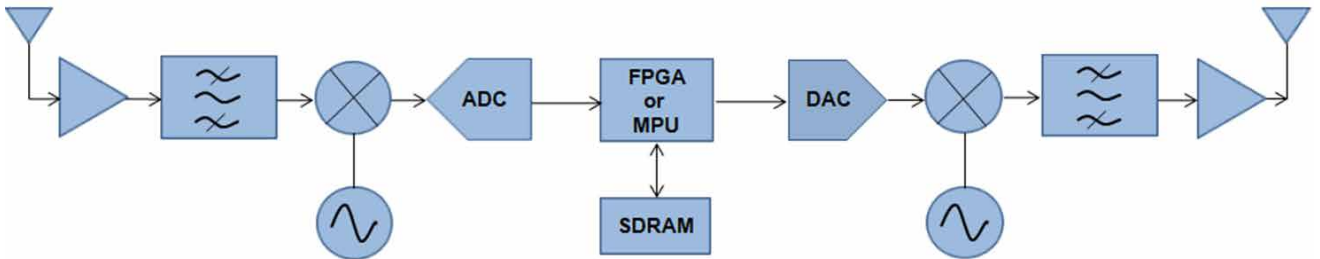 ADC
FPGA
or
MPU
DAC
SDRAM